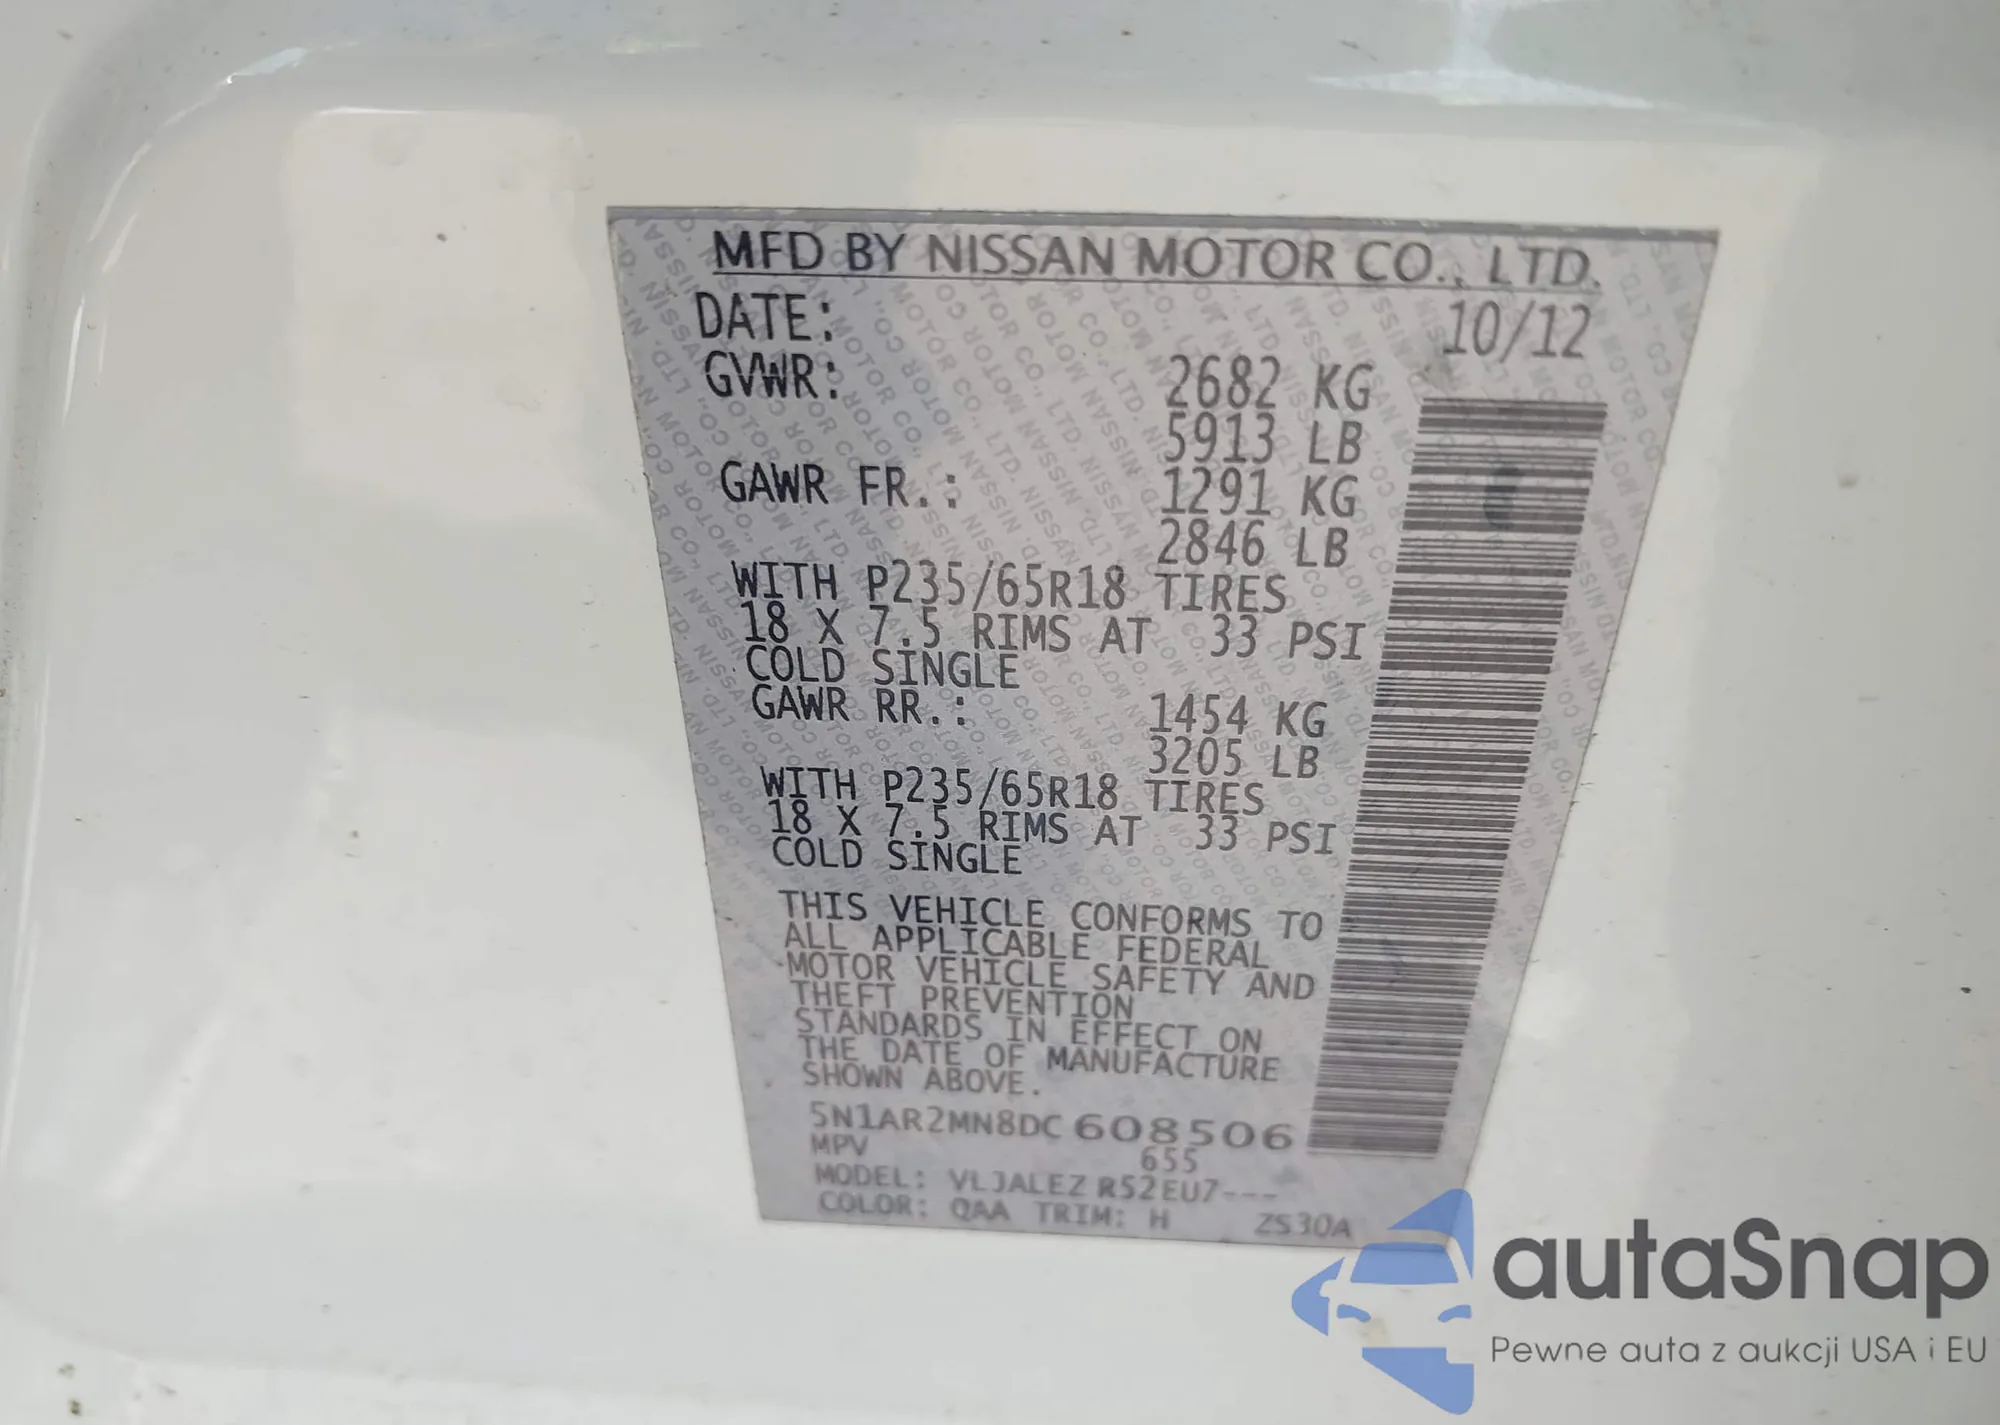 MFD BY NISSAN MOTOR CO., LTD.
DATE: 10/12
GVWR: 2682 KG
5913 LB
GAWR FR.: 1291 KG
2846 LB
WITH P235/65R18 TIRES
18 X 7.5 RIMS AT 33 PSI
COLD SINGLE
GAWR RR.: 1454 KG
3205 LB
WITH P235/65R18 TIRES
18 X 7.5 RIMS AT 33 PSI
COLD SINGLE
THIS VEHICLE CONFORMS TO
ALL APPLICABLE FEDERAL
MOTOR VEHICLE SAFETY AND
THEFT PREVENTION
STANDARDS IN EFFECT ON
THE DATE OF MANUFACTURE
SHOWN ABOVE.
5N1AR2MN8DC 608506
MPV 655
MODEL: VLJALEZ R52EU7---
COLOR: QAA TRIM: H ZS30A
autaSnap
Pewne auta z aukcji USA i EU